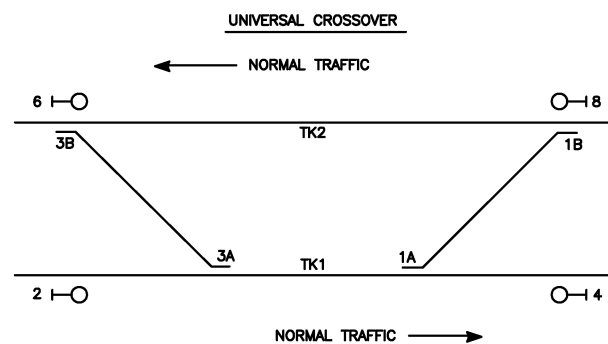 UNIVERSAL CROSSOVER
NORMAL TRAFFIC
6
8
TK2
3B
1B
3A
TK1
1A
2
4
NORMAL TRAFFIC